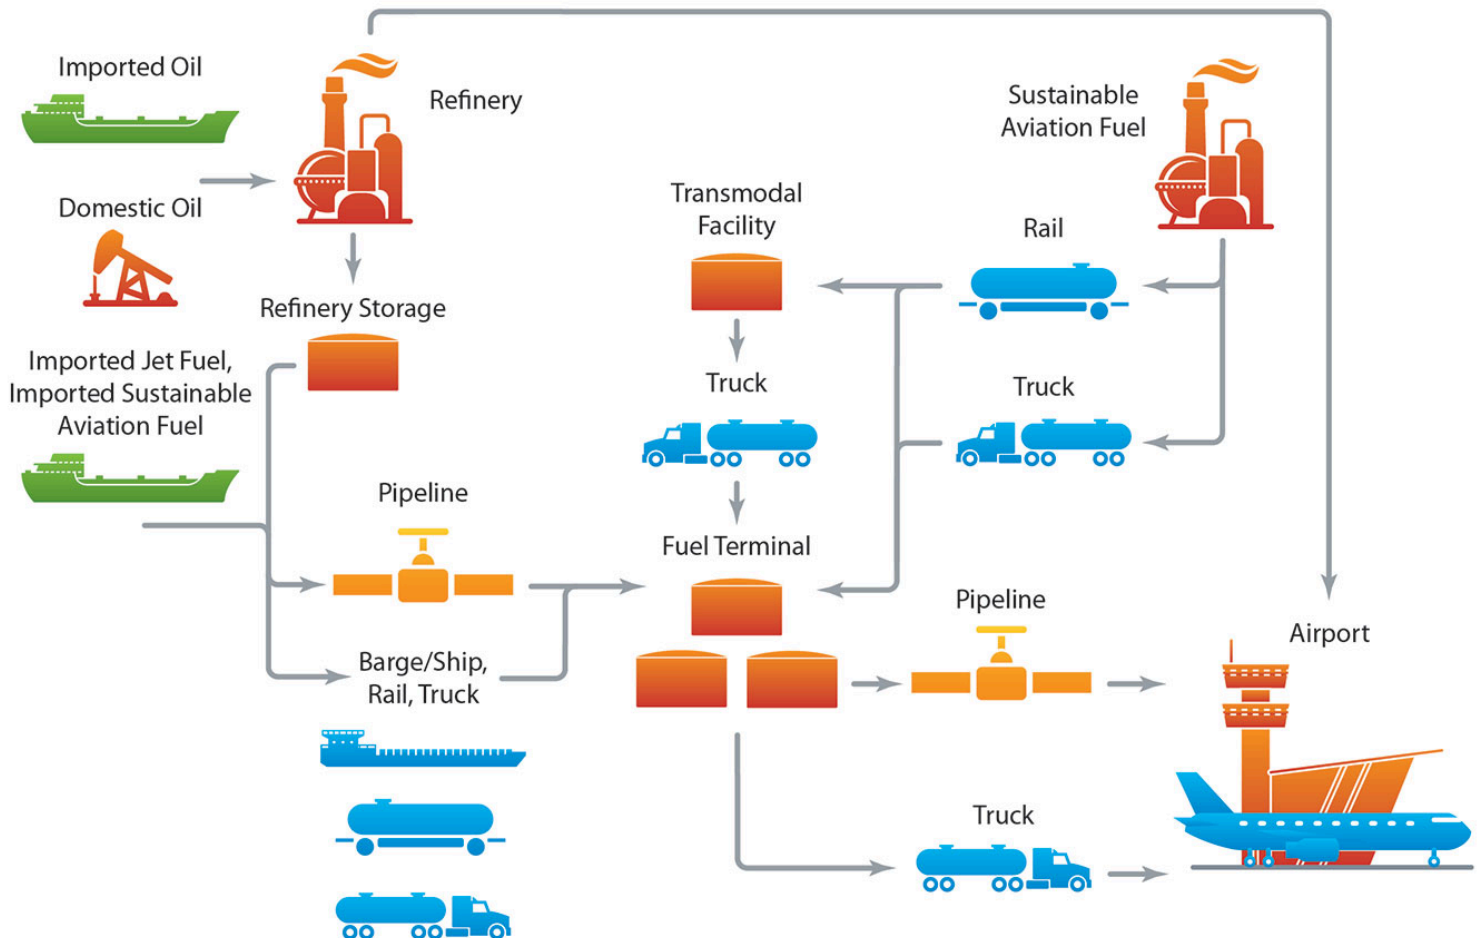 Imported Oil
Refinery
Domestic Oil
Refinery Storage
Imported Jet Fuel,
Imported Sustainable
Aviation Fuel
Pipeline
Barge/Ship,
Rail, Truck
Transmodal
Facility
Truck
Fuel Terminal
Sustainable
Aviation Fuel
Rail
Truck
Pipeline
Truck
Airport